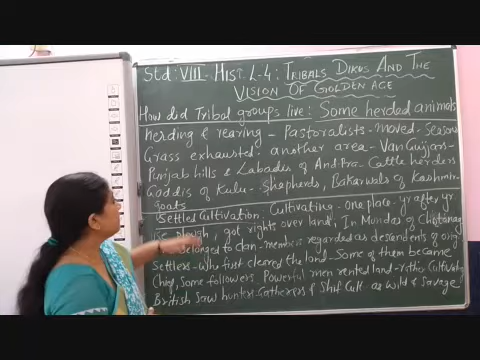 Std: VIII Hist L-4: Tribals Dikus And The
Vision Of Golden Age
How did Tribal groups live: Some herded animals
herding & rearing - Pastoralists - moved - Seasons
Grass exhausted - another area - Van Gujjars -
Punjab hills & Labadis of Andhra - Cattle herders
Gaddis of Kulu - Shepherds, Bakarwals of Kashmir -
goats
Settled Cultivation: Cultivating - one place - yr after yr
plough, got rights over land, In Mundas of Chotanag
Belonged to clan - members regarded as descendents of orig
Settlers - who first cleared the land - Some of them became
Chief, Some followers Powerful men rented land - rather Cultivating
British Saw hunters - Gatherers & Shif Cult as Wild & Savage